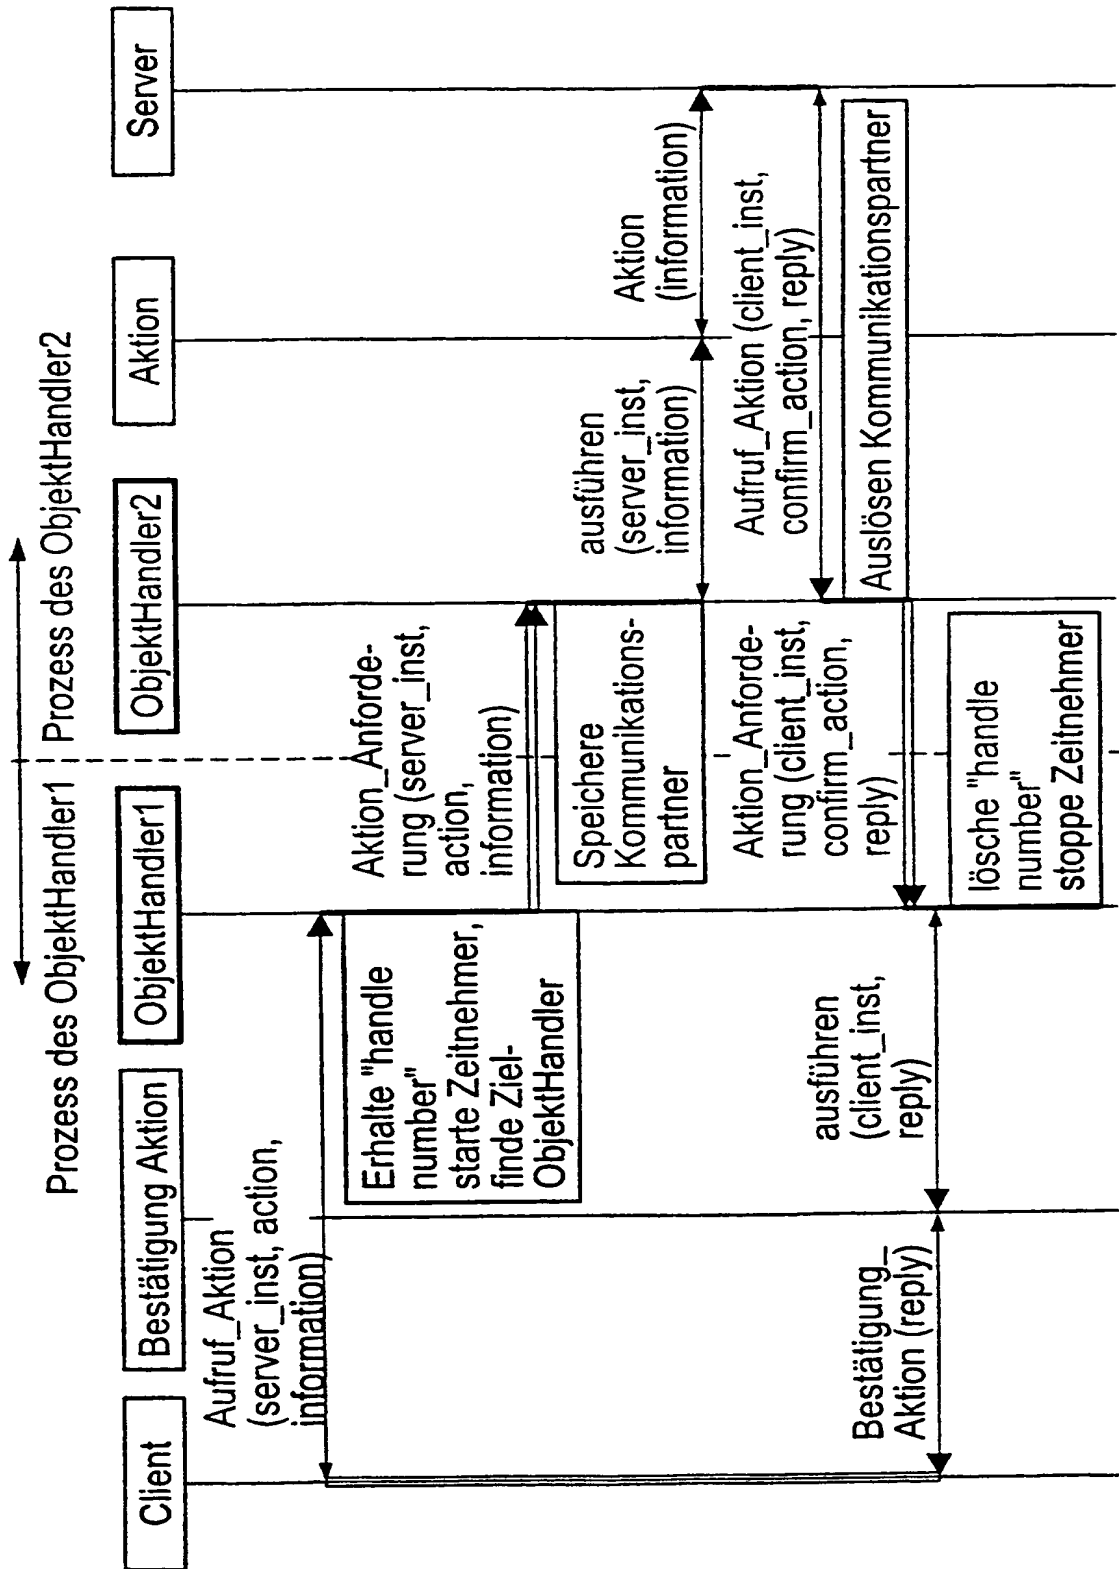 Prozess des ObjektHandler1
Prozess des ObjektHandler2
Client
Bestätigung Aktion
ObjektHandler1
ObjektHandler2
Aktion
Server
Aufruf_Aktion
(server_inst, action,
information)
Erhalte "handle
number"
starte Zeitnehmer,
finde Ziel-
ObjektHandler
Aktion_Anforde-
rung (server_inst,
action,
information)
Speichere
Kommunikations-
partner
ausführen
(server_inst,
information)
Aktion
(information)
Aufruf_Aktion (client_inst,
confirm_action, reply)
Auslösen Kommunikationspartner
Aktion_Anforde-
rung (client_inst,
confirm_action,
reply)
lösche "handle
number"
stoppe Zeitnehmer
ausführen
(client_inst,
reply)
Bestätigung_
Aktion (reply)